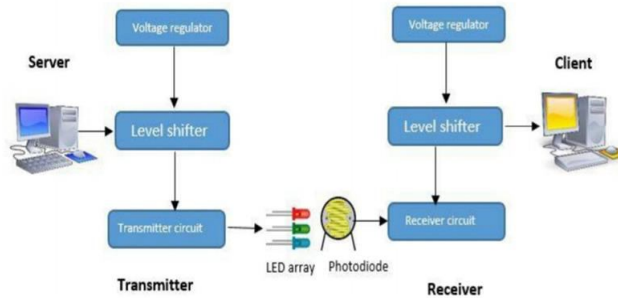 Voltage regulator
Voltage regulator
Server
Client
Level shifter
Level shifter
Transmitter circuit
Receiver circuit
LED array
Photodiode
Transmitter
Receiver